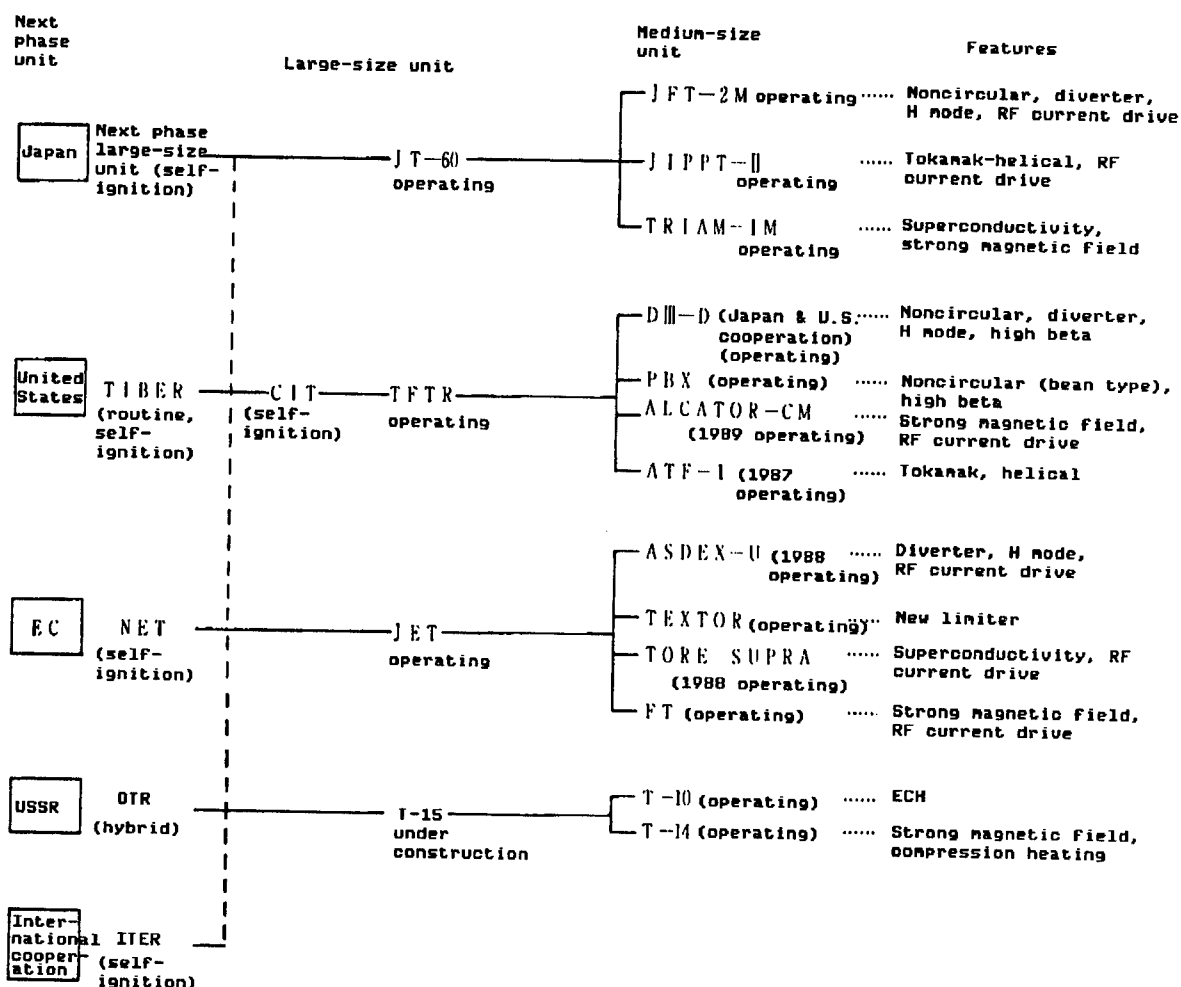 Next phase unit
Large-size unit
Medium-size unit
Features
Japan
Next phase large-size unit (self-ignition)
JT-60 operating
JFT-2M operating ...... Noncircular, diverter, H mode, RF current drive
JIPPT-II operating ...... Tokamak-helical, RF current drive
TRIAM-1M operating ...... Superconductivity, strong magnetic field
United States
TIBER (routine, self-ignition)
CIT (self-ignition)
TFTR operating
DIII-D (Japan & U.S. cooperation) (operating) ...... Noncircular, diverter, H mode, high beta
PBX (operating) ...... Noncircular (bean type), high beta
ALCATOR-CM (1989 operating) ...... Strong magnetic field, RF current drive
ATF-1 (1987 operating) ...... Tokamak, helical
EC
NET (self-ignition)
JET operating
ASDEX-U (1988 operating) ...... Diverter, H mode, RF current drive
TEXTOR (operating) ...... New limiter
TORE SUPRA (1988 operating) ...... Superconductivity, RF current drive
FT (operating) ...... Strong magnetic field, RF current drive
USSR
OTR (hybrid)
T-15 under construction
T-10 (operating) ...... ECH
T-14 (operating) ...... Strong magnetic field, compression heating
International cooperation
ITER (self-ignition)